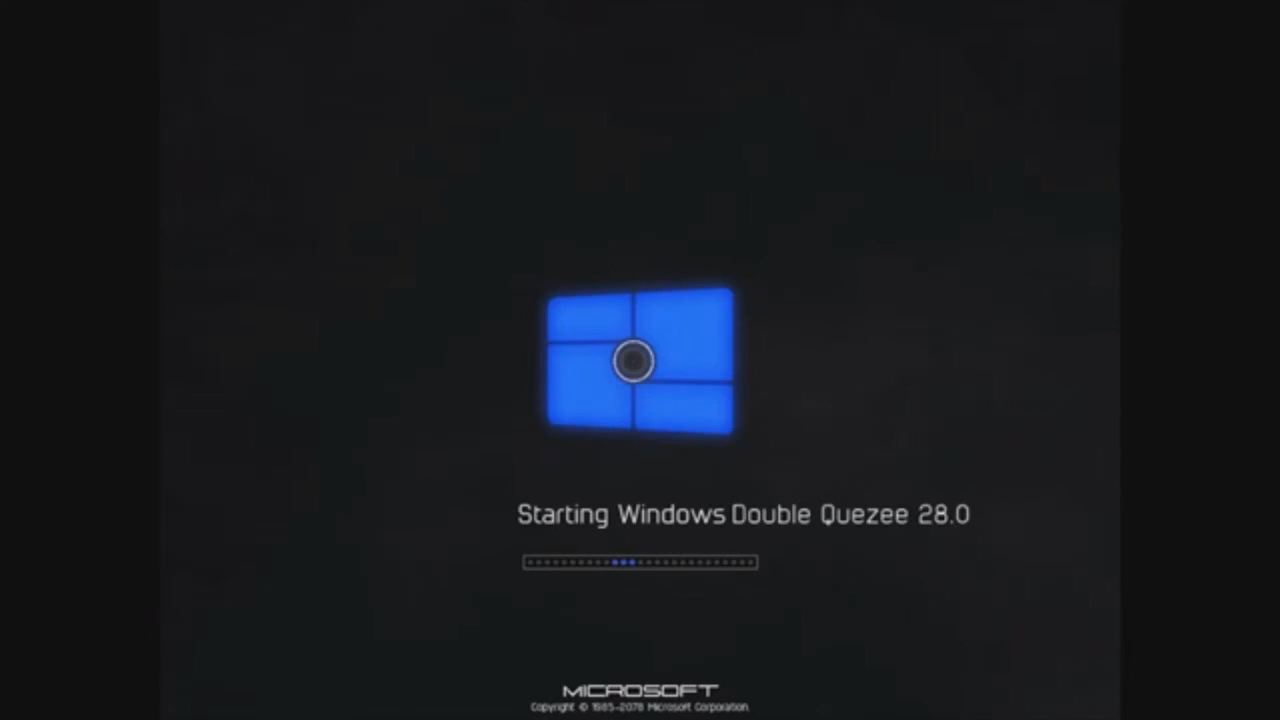 Starting Windows Double Quezee 28.0
MICROSOFT
Copyright © 1985-2078 Microsoft Corporation